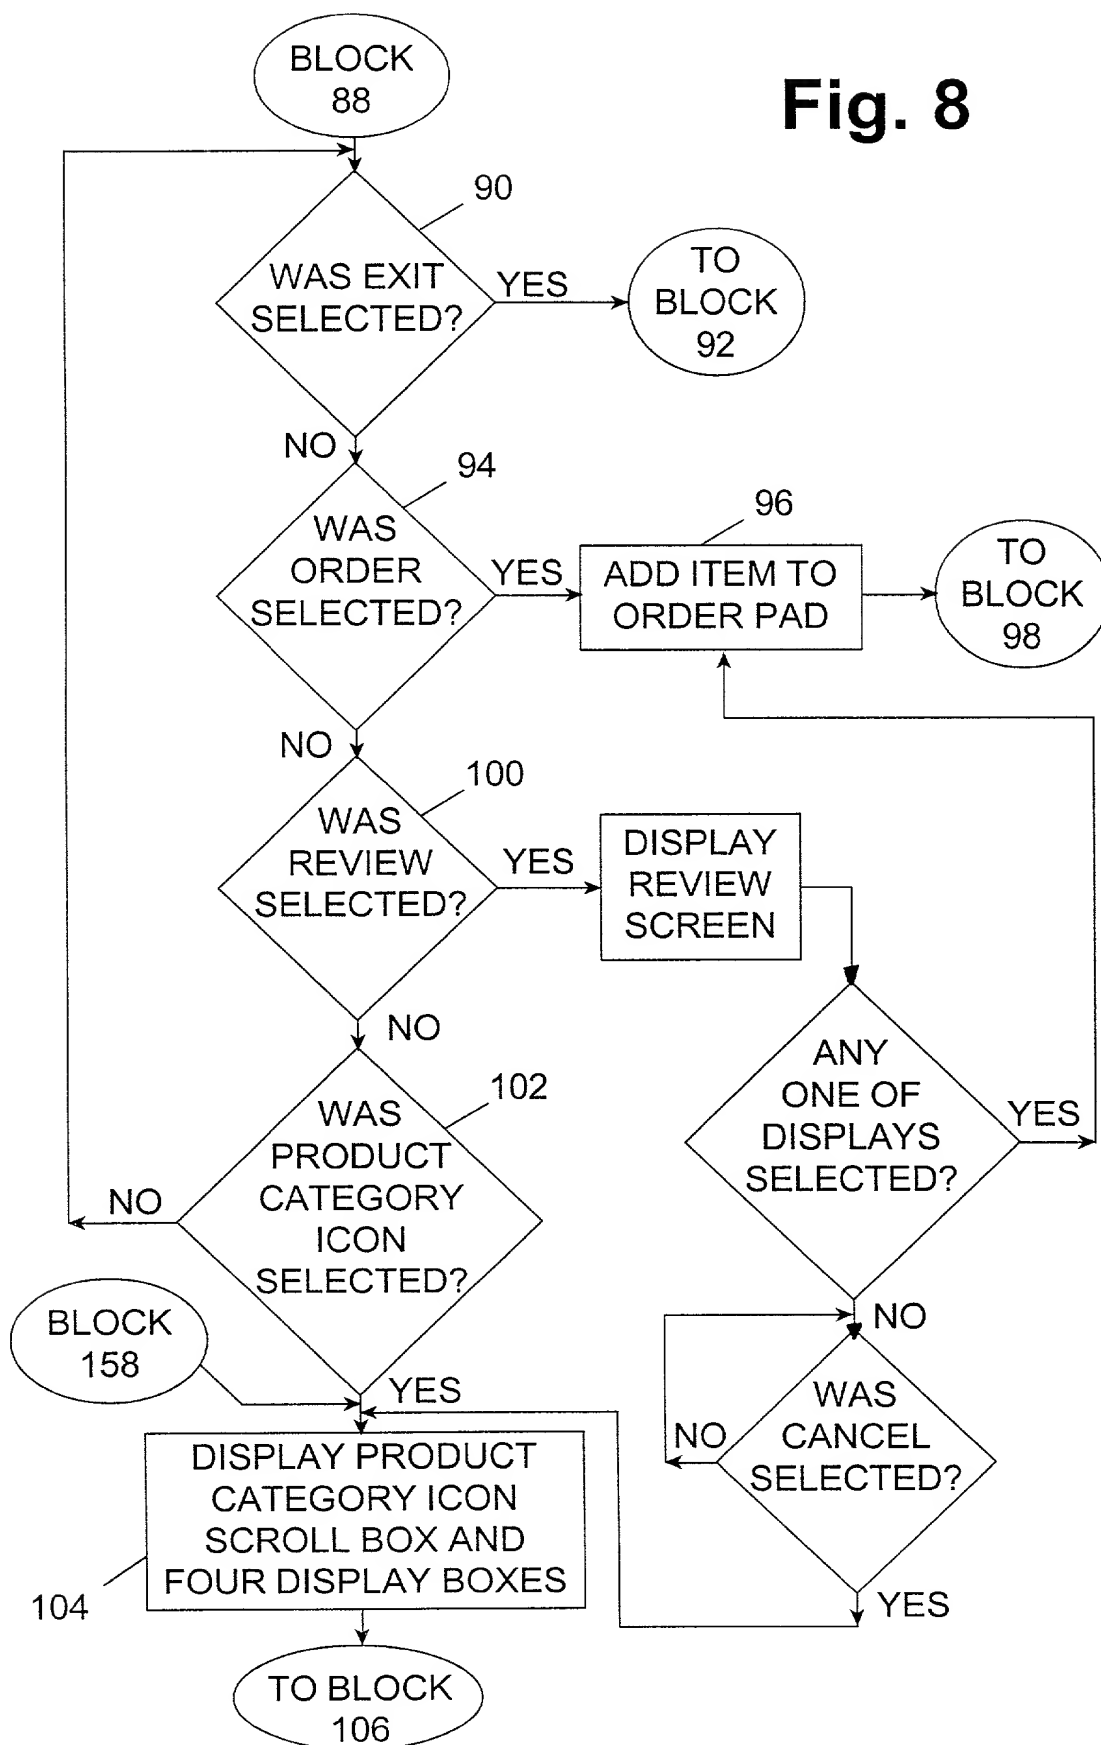 BLOCK
88
Fig. 8
90
WAS EXIT
SELECTED?
YES
TO
BLOCK
92
NO
94
WAS
ORDER
SELECTED?
YES
96
ADD ITEM TO
ORDER PAD
TO
BLOCK
98
NO
100
WAS
REVIEW
SELECTED?
YES
DISPLAY
REVIEW
SCREEN
NO
102
WAS
PRODUCT
CATEGORY
ICON
SELECTED?
NO
ANY
ONE OF
DISPLAYS
SELECTED?
YES
BLOCK
158
YES
NO
WAS
CANCEL
SELECTED?
NO
YES
DISPLAY PRODUCT
CATEGORY ICON
SCROLL BOX AND
FOUR DISPLAY BOXES
104
TO BLOCK
106